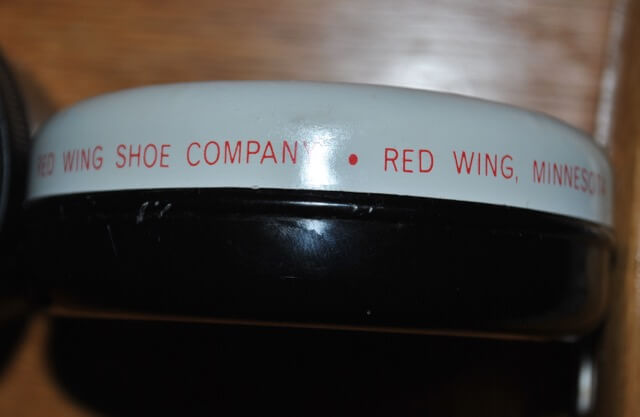 RED WING SHOE COMPANY • RED WING, MINNESOTA